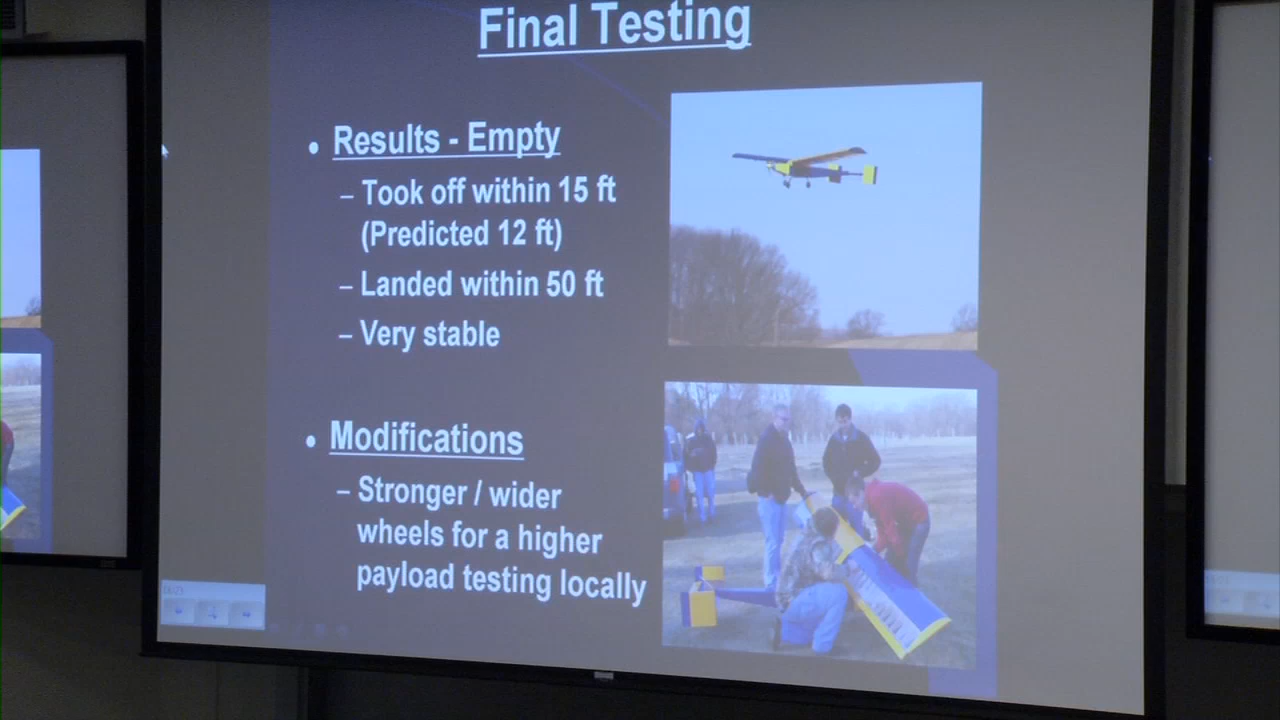 Final Testing
• Results - Empty
– Took off within 15 ft
(Predicted 12 ft)
– Landed within 50 ft
– Very stable
• Modifications
– Stronger / wider
wheels for a higher
payload testing locally